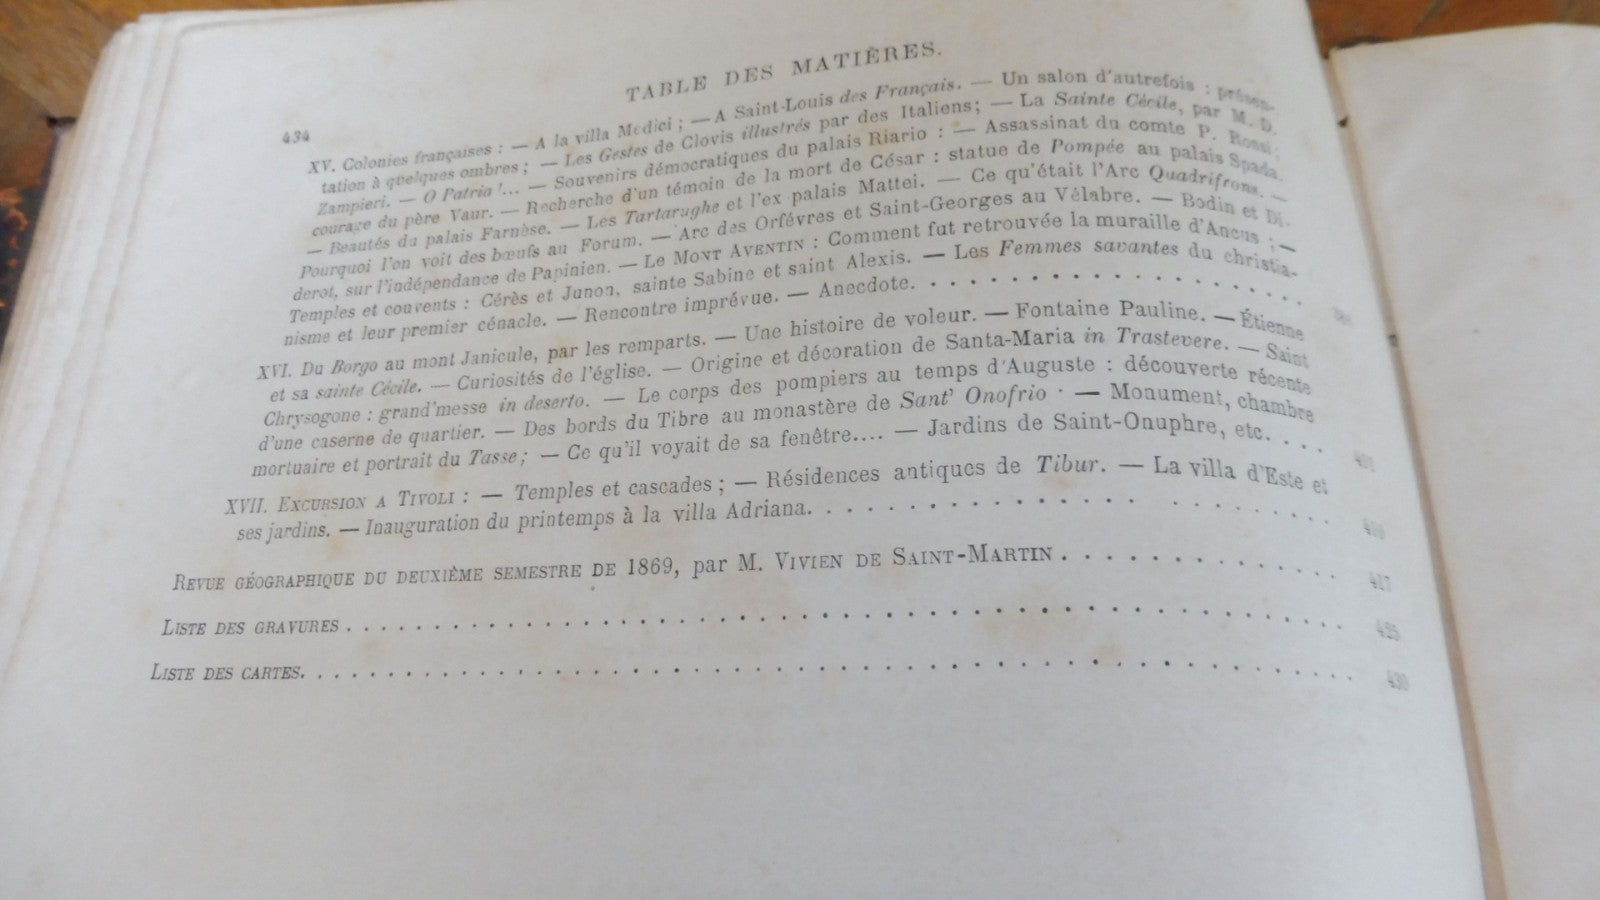 434
TABLE DES MATIÈRES.
XV. Colonies françaises : — A la villa Medici ; — A Saint-Louis des Français. — Un salon d'autrefois : présen-
tation à quelques ombres ; — Les Gestes de Clovis illustrés par des Italiens; — La Sainte Cécile, par M. D.
Zampieri. — O Patria !... — Souvenirs démocratiques du palais Riario : — Assassinat du comte P. Rossi;
courage du père Vaur. — Recherche d'un témoin de la mort de César : statue de Pompée au palais Spada.
— Beautés du palais Farnèse. — Les Tartarughe et l'ex palais Mattei. — Ce qu'était l'Arc Quadrifrons. —
Pourquoi l'on voit des bœufs au Forum. — Arc des Orfévres et Saint-Georges au Vélabre. — Bodin et Di-
derot, sur l'indépendance de Papinien. — Le MONT AVENTIN : Comment fut retrouvée la muraille d'Ancus ; —
Temples et couvents : Cérès et Junon, sainte Sabine et saint Alexis. — Les Femmes savantes du christia-
nisme et leur premier cénacle. — Rencontre imprévue. — Anecdote. . . . . . . . . . . . . . . . .
XVI. Du Borgo au mont Janicule, par les remparts. — Une histoire de voleur. — Fontaine Pauline. — Étienne
et sa sainte Cécile. — Curiosités de l'église. — Origine et décoration de Santa-Maria in Trastevere. — Saint
Chrysogone : grand'messe in deserto. — Le corps des pompiers au temps d'Auguste : découverte récente
d'une caserne de quartier. — Des bords du Tibre au monastère de Sant' Onofrio · — Monument, chambre
mortuaire et portrait du Tasse; — Ce qu'il voyait de sa fenêtre.... — Jardins de Saint-Onuphre, etc. . . . 401
XVII. EXCURSION A TIVOLI : — Temples et cascades ; — Résidences antiques de Tibur. — La villa d'Este et
ses jardins. — Inauguration du printemps à la villa Adriana. . . . . . . . . . . . . . . . . . .
REVUE GÉOGRAPHIQUE DU DEUXIÈME SEMESTRE DE 1869, par M. VIVIEN DE SAINT-MARTIN . . . . . . . . . . . . 417
LISTE DES GRAVURES . . . . . . . . . . . . . . . . . . . . . . . . . . . . . . . . . . . . 425
LISTE DES CARTES. . . . . . . . . . . . . . . . . . . . . . . . . . . . . . . . . . . . . 430